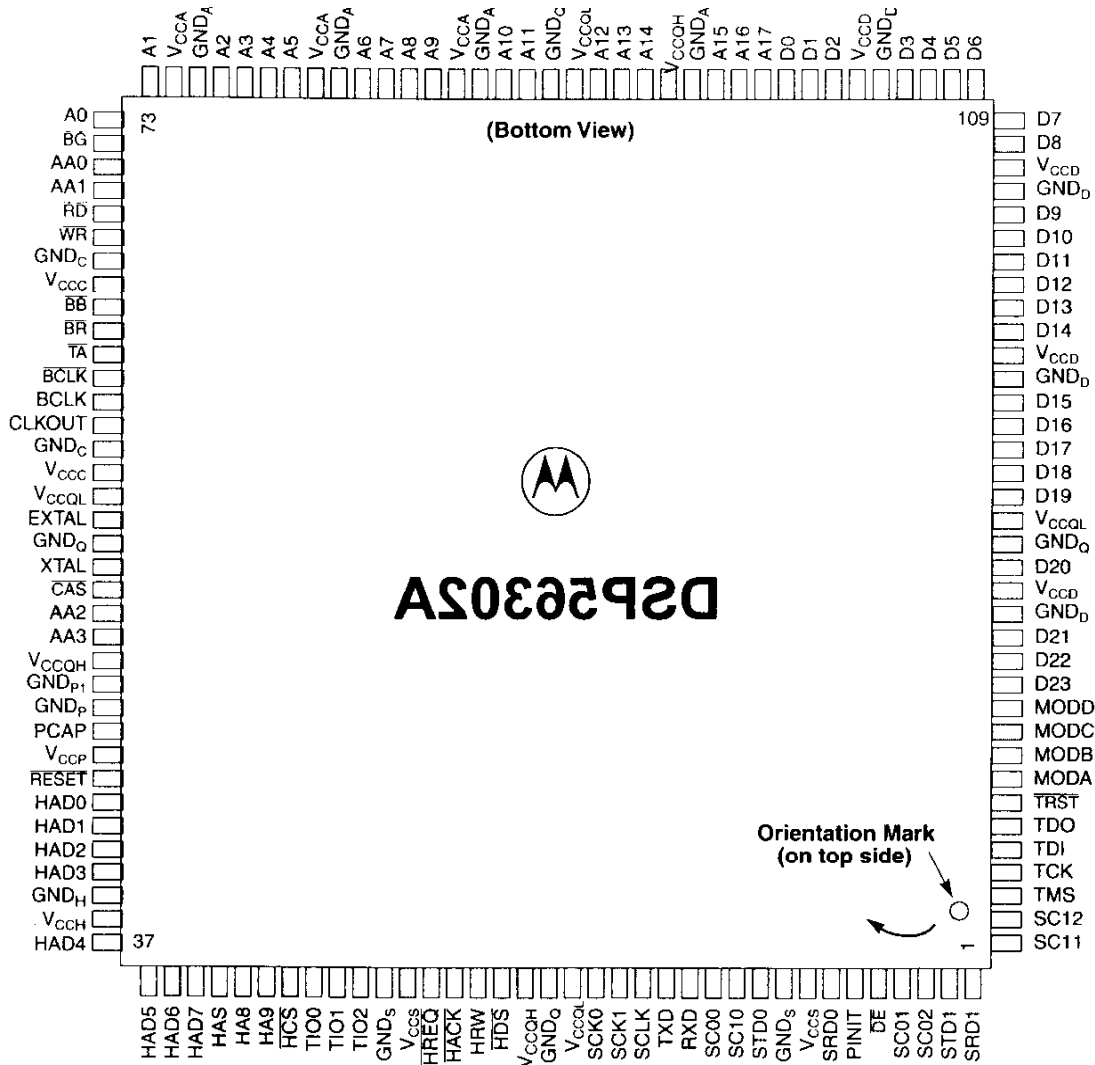 A1
VCCA
GNDA
A2
A3
A4
A5
VCCA
GNDA
A6
A7
A8
A9
VCCA
GNDA
A10
A11
GNDC
VCCQL
A12
A13
A14
VCCQH
GNDA
A15
A16
A17
D0
D1
D2
VCCD
GNDD
D3
D4
D5
D6
73
(Bottom View)
109
A0
BG
AA0
AA1
RD
WR
GNDC
VCCC
BB
BR
TA
BCLK
BCLK
CLKOUT
GNDC
VCCC
VCCQL
EXTAL
GNDQ
XTAL
CAS
AA2
AA3
VCCQH
GNDP1
GNDP
PCAP
VCCP
RESET
HAD0
HAD1
HAD2
HAD3
GNDH
VCCH
HAD4
DSP56302A
D7
D8
VCCD
GNDD
D9
D10
D11
D12
D13
D14
VCCD
GNDD
D15
D16
D17
D18
D19
VCCQL
GNDQ
D20
VCCD
GNDD
D21
D22
D23
MODD
MODC
MODB
MODA
TRST
TDO
TDI
TCK
TMS
SC12
SC11
Orientation Mark
(on top side)
37
1
HAD5
HAD6
HAD7
HAS
HA8
HA9
HCS
TIO0
TIO1
TIO2
GNDS
VCCS
HREQ
HACK
HRW
HDS
VCCQH
GNDQ
VCCQL
SCK0
SCK1
SCLK
TXD
RXD
SC00
SC10
STD0
GNDS
VCCS
SRD0
PINIT
DE
SC01
SC02
STD1
SRD1